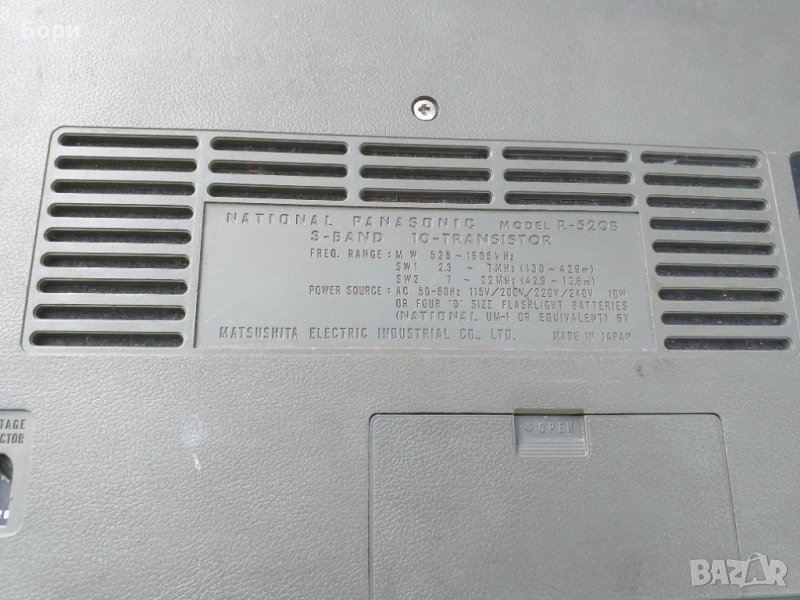 Бори
NATIONAL PANASONIC MODEL R-520B
3-BAND 10-TRANSISTOR
FREQ. RANGE : MW 525 ~ 1605 kHz
SW1 2.3 ~ 7MHz (130 - 42.9m)
SW2 7 ~ 22MHz (42.9 - 13.6m)
POWER SOURCE : AC 50-60Hz 115V/200V/220V/240V 10W
OR FOUR "D" SIZE FLASHLIGHT BATTERIES
(NATIONAL UM-1 OR EQUIVALENT) 6V
MATSUSHITA ELECTRIC INDUSTRIAL CO., LTD. MADE IN JAPAN
TAGE
CTOR
OPEN
BAZAR